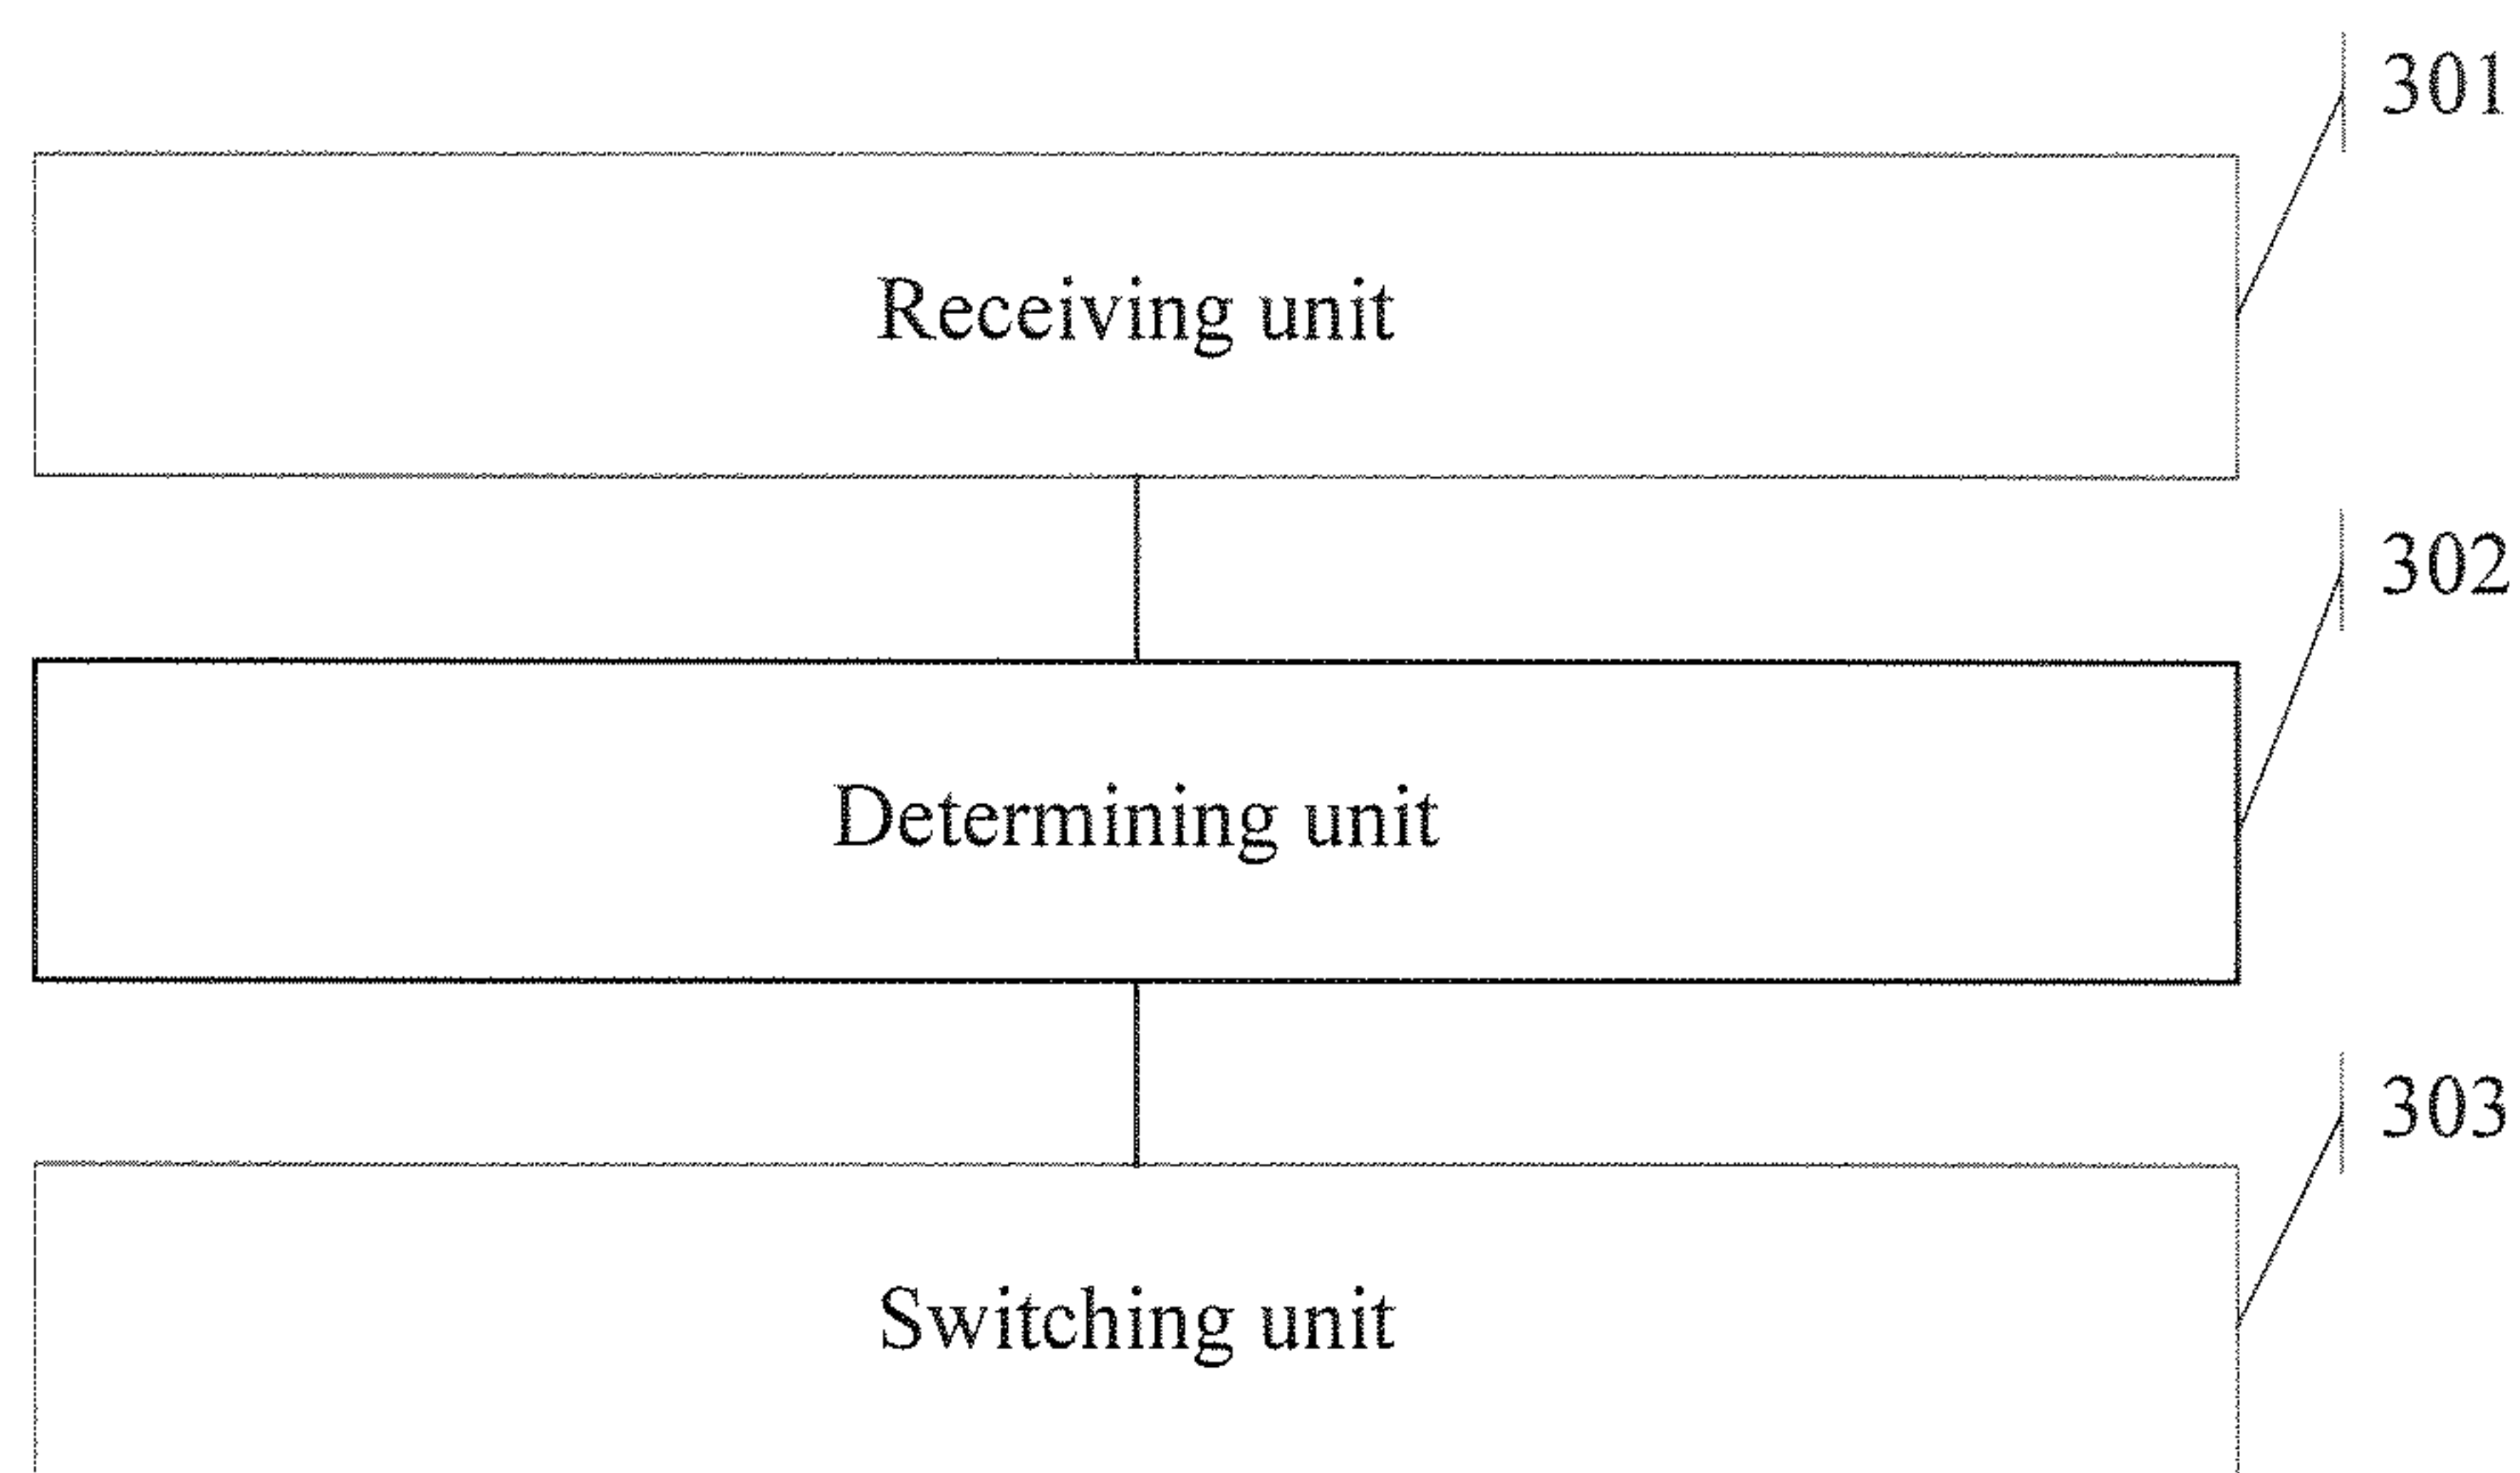 301
Receiving unit
302
Determining unit
303
Switching unit